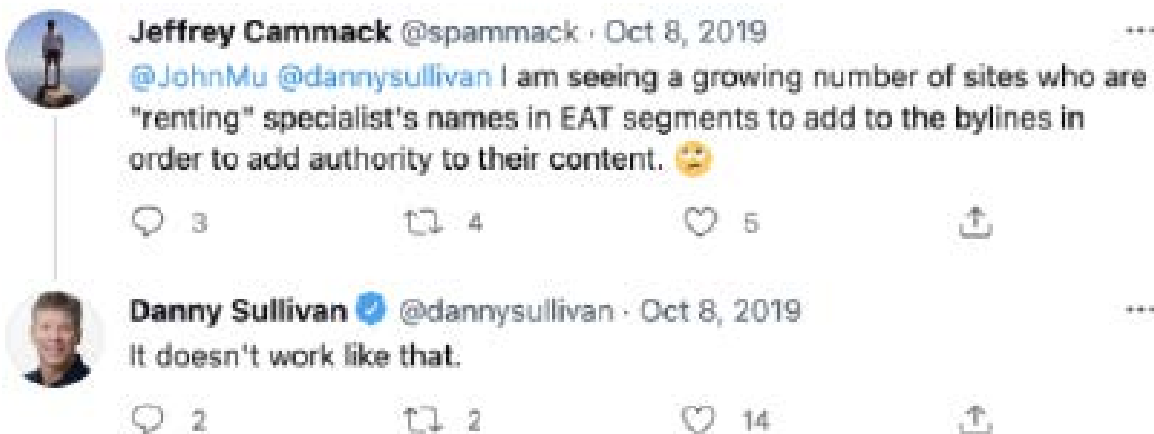 Jeffrey Cammack @spammack · Oct 8, 2019
@JohnMu @dannysullivan I am seeing a growing number of sites who are
"renting" specialist's names in EAT segments to add to the bylines in
order to add authority to their content. 🙄
3 4 5
Danny Sullivan @dannysullivan · Oct 8, 2019
It doesn't work like that.
2 2 14